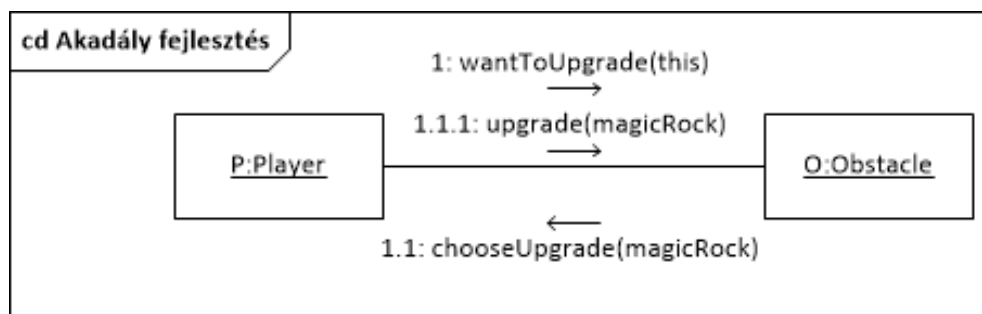 cd Akadály fejlesztés
1: wantToUpgrade(this)
1.1.1: upgrade(magicRock)
P:Player
O:Obstacle
1.1: chooseUpgrade(magicRock)